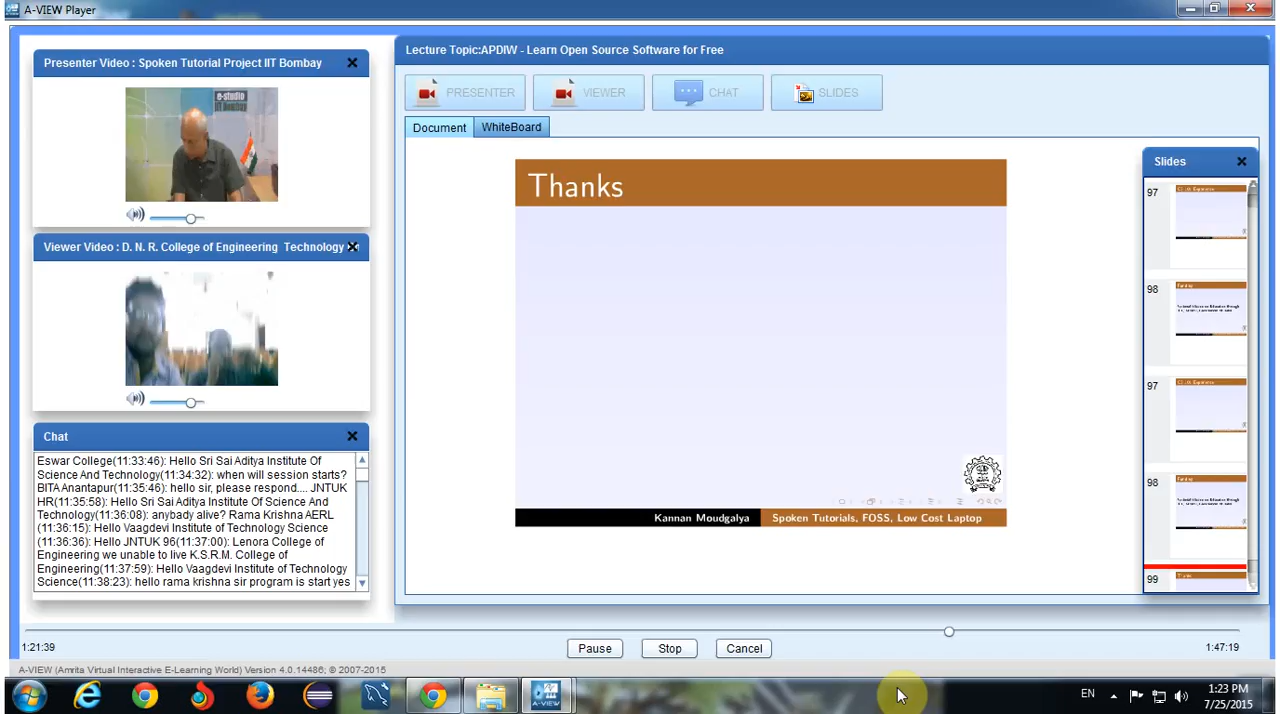 A-VIEW Player
Presenter Video : Spoken Tutorial Project IIT Bombay
e-studio
IIT Bombay
Viewer Video : D. N. R. College of Engineering Technology
Chat
Eswar College(11:33:46): Hello Sri Sai Aditya Institute Of
Science And Technology(11:34:32): when will session starts?
BITA Anantapur(11:35:46): hello sir, please respond.... JNTUK
HR(11:35:58): Hello Sri Sai Aditya Institute Of Science And
Technology(11:36:08): anybady alive? Rama Krishna AERL
(11:36:15): Hello Vaagdevi Institute of Technology Science
(11:36:36): Hello JNTUK 96(11:37:00): Lenora College of
Engineering we unable to live K.S.R.M. College of
Engineering(11:37:59): Hello Vaagdevi Institute of Technology
Science(11:38:23): hello rama krishna sir program is start yes
Lecture Topic:APDIW - Learn Open Source Software for Free
PRESENTER VIEWER CHAT SLIDES
Document WhiteBoard
Thanks
Kannan Moudgalya Spoken Tutorials, FOSS, Low Cost Laptop
Slides
97
98
97
98
99
Thanks
1:21:39 Pause Stop Cancel 1:47:19
A-VIEW (Amrita Virtual Interactive E-Learning World) Version 4.0.14486; © 2007-2015
A-VIEW
EN
1:23 PM
7/25/2015